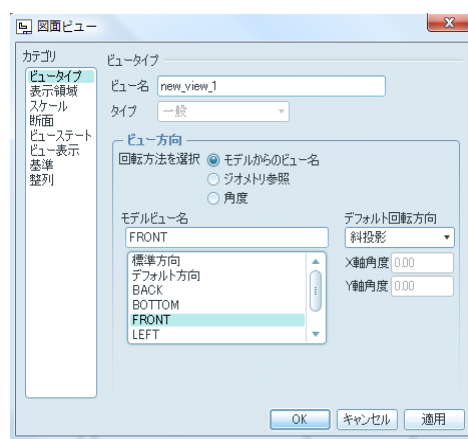 図面ビュー
カテゴリ
ビュータイプ
表示領域
スケール
断面
ビューステート
ビュー表示
基準
整列
ビュータイプ
ビュー名 new_view_1
タイプ 一般
ビュー方向
回転方法を選択 モデルからのビュー名
ジオメトリ参照
角度
モデルビュー名
FRONT
標準方向
デフォルト方向
BACK
BOTTOM
FRONT
LEFT
デフォルト回転方向
斜投影
X軸角度 0.00
Y軸角度 0.00
OK キャンセル 適用